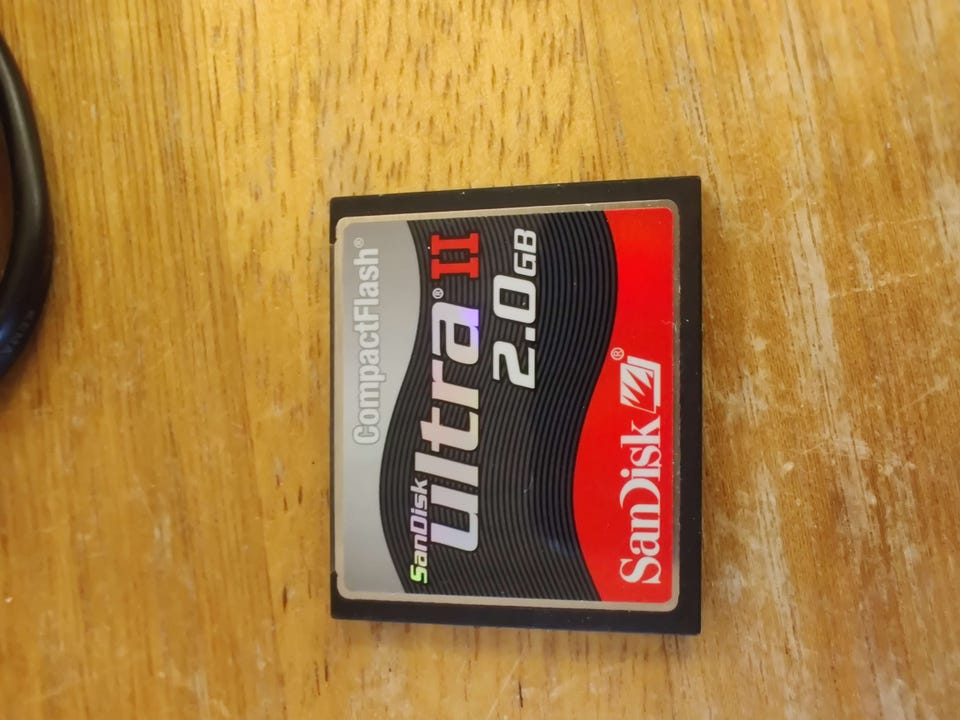 CompactFlash®
SanDisk
ultra® II
2.0GB
SanDisk®